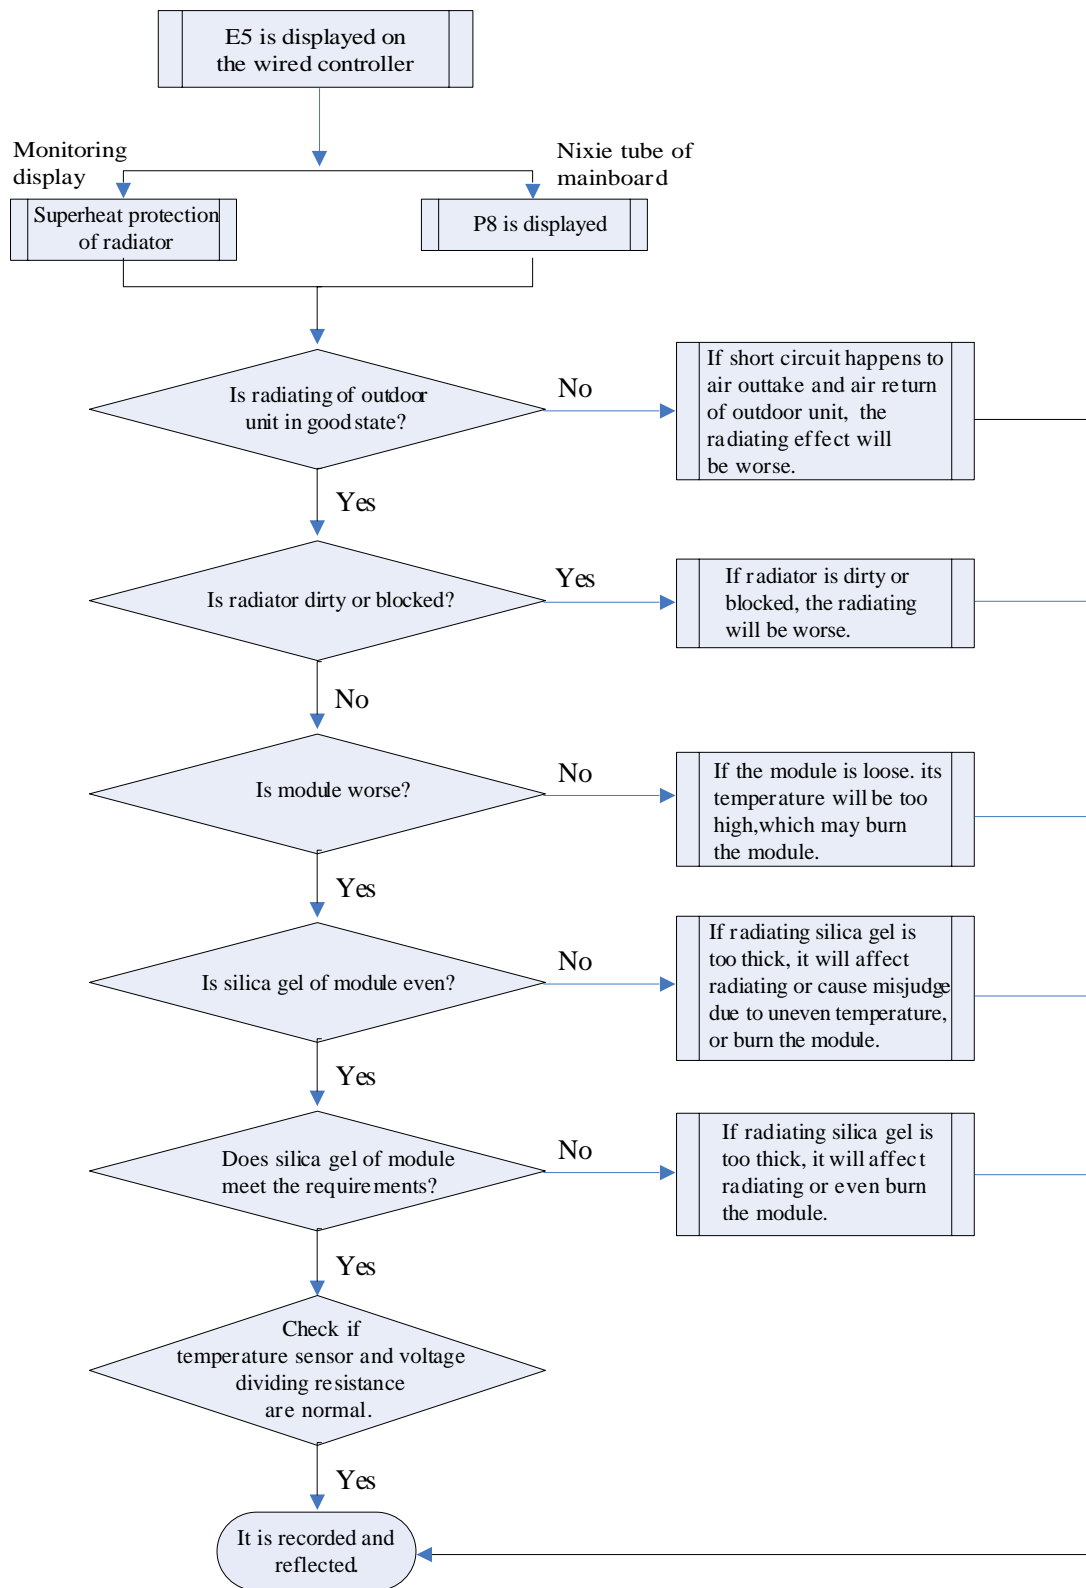 E5 is displayed on
the wired controller
Monitoring
display
Nixie tube of
mainboard
Superheat protection
of radiator
P8 is displayed
Is radiating of outdoor
unit in good state?
No
If short circuit happens to
air outtake and air return
of outdoor unit, the
radiating effect will
be worse.
Yes
Is radiator dirty or blocked?
Yes
If radiator is dirty or
blocked, the radiating
will be worse.
No
Is module worse?
No
If the module is loose. its
temperature will be too
high,which may burn
the module.
Yes
Is silica gel of module even?
No
If radiating silica gel is
too thick, it will affect
radiating or cause misjudge
due to uneven temperature,
or burn the module.
Yes
Does silica gel of module
meet the requirements?
No
If radiating silica gel is
too thick, it will affect
radiating or even burn
the module.
Yes
Check if
temperature sensor and voltage
dividing resistance
are normal.
Yes
It is recorded and
reflected.